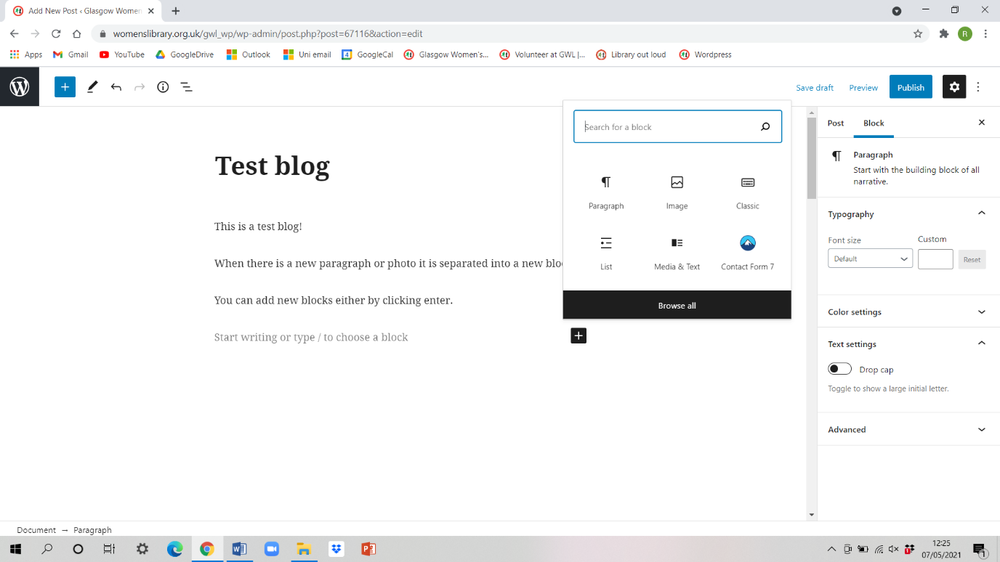 Add New Post ‹ Glasgow Women
womenslibrary.org.uk/gwl_wp/wp-admin/post.php?post=67116&action=edit
R
Apps Gmail YouTube GoogleDrive Outlook Uni email 4 GoogleCal Glasgow Women's... Volunteer at GWL |... Library out loud Wordpress
Save draft Preview Publish
Search for a block
Post Block
Paragraph
Start with the building block of all
narrative.
Test blog
Paragraph Image Classic
Typography
This is a test blog!
Font size Custom
Default Reset
When there is a new paragraph or photo it is separated into a new blo
List Media & Text Contact Form 7
You can add new blocks either by clicking enter.
Browse all
Color settings
Start writing or type / to choose a block
Text settings
Drop cap
Toggle to show a large initial letter.
Advanced
Document → Paragraph
12:25
07/05/2021
1